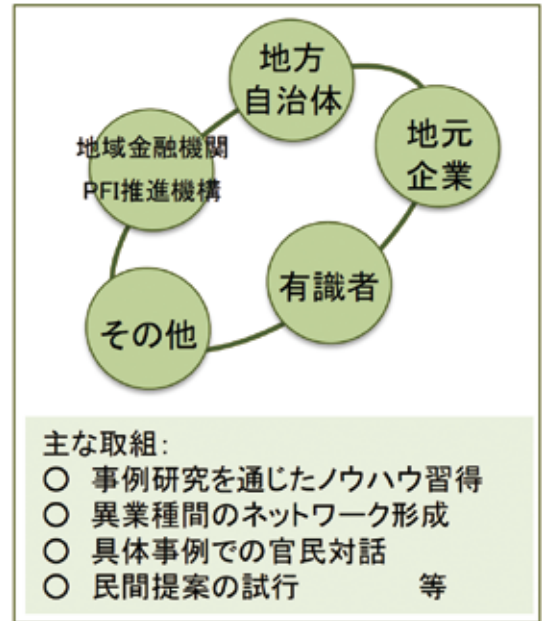 地方
自治体
地元
企業
有識者
その他
地域金融機関
PFI推進機構
主な取組:
○ 事例研究を通じたノウハウ習得
○ 異業種間のネットワーク形成
○ 具体事例での官民対話
○ 民間提案の試行 等